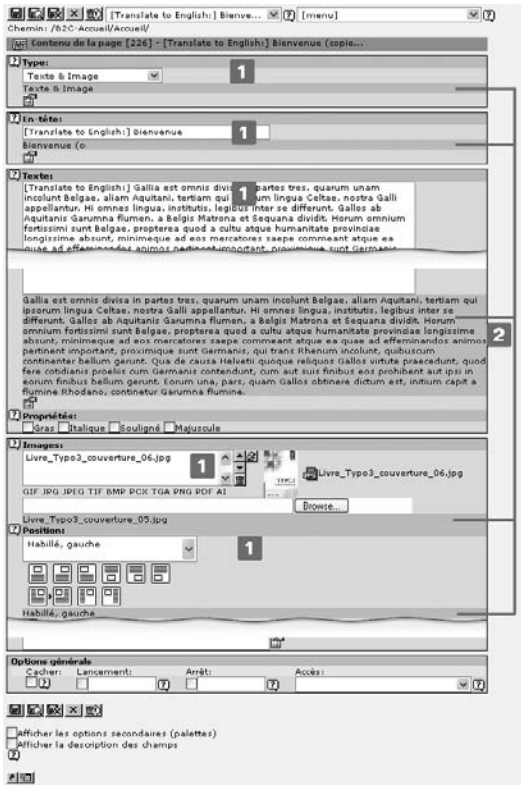 [Translate to English:] Bienve... [menu]
Chemin: /B2C-Accueil/Accueil/
Contenu de la page [226] - [Translate to English:] Bienvenue (copie...
Type:
Texte & Image
1
Texte & Image
En-tête:
[Translate to English:] Bienvenue
1
Bienvenue (c
Texte:
[Translate to English:] Gallia est omnis divisa in partes tres, quarum unam
1
incolunt Belgae, aliam Aquitani, tertiam qui ipsorum lingua Celtae, nostra Galli
appellantur. Hi omnes lingua, institutis, legibus inter se differunt. Gallos ab
Aquitanis Garumna flumen, a Belgis Matrona et Sequana dividit. Horum omnium
fortissimi sunt Belgae, propterea quod a cultu atque humanitate provinciae
longissime absunt, minimeque ad eos mercatores saepe commeant atque ea
quae ad effeminandos animos pertinent important, proximique sunt Germanis
Gallia est omnis divisa in partes tres, quarum unam incolunt Belgae, aliam Aquitani, tertiam qui
ipsorum lingua Celtae, nostra Galli appellantur. Hi omnes lingua, institutis, legibus inter se
differunt. Gallos ab Aquitanis Garumna flumen, a Belgis Matrona et Sequana dividit. Horum
omnium fortissimi sunt Belgae, propterea quod a cultu atque humanitate provinciae longissime
absunt, minimeque ad eos mercatores saepe commeant atque ea quae ad effeminandos animos
pertinent important, proximique sunt Germanis, qui trans Rhenum incolunt, quibuscum
continenter bellum gerunt. Qua de causa Helvetii quoque reliquos Gallos virtute praecedunt, quod
fere cotidianis proeliis cum Germanis contendunt, cum aut suis finibus eos prohibent aut ipsi in
eorum finibus bellum gerunt. Eorum una, pars, quam Gallos obtinere dictum est, initium capit a
flumine Rhodano, continetur Garumna flumine.
2
Propriétés:
Gras Italique Souligné Majuscule
Images:
Livre_Typo3_couverture_06.jpg
1
Livre_Typo3_couverture_06.jpg
GIF JPG JPEG TIF BMP PCX TGA PNG PDF AI
Browse...
Livre_Typo3_couverture_05.jpg
Position:
Habillé, gauche
1
Habillé, gauche
Options générals
Cacher: Lancement: Arrêt: Accès:
Afficher les options secondaires (palettes)
Afficher la description des champs